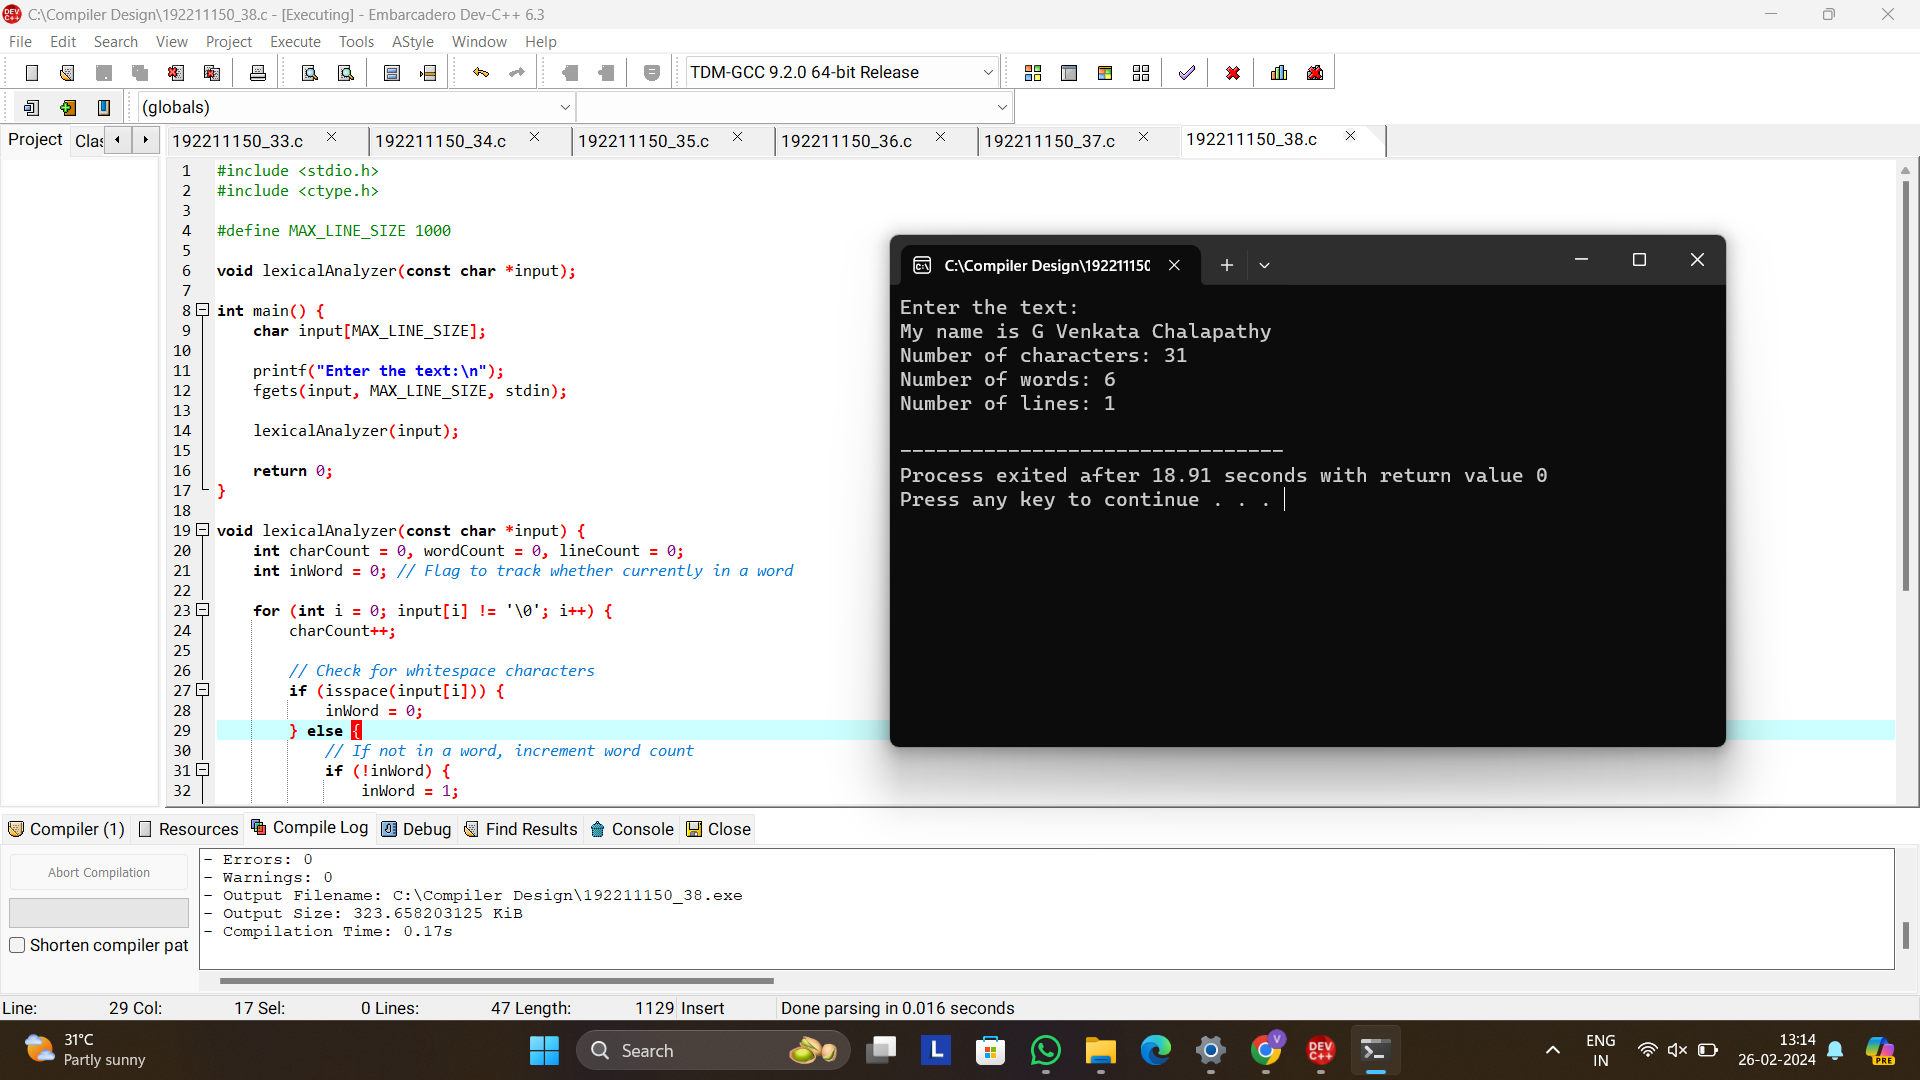 C:\Compiler Design\192211150_38.c - [Executing] - Embarcadero Dev-C++ 6.3
File Edit Search View Project Execute Tools AStyle Window Help
TDM-GCC 9.2.0 64-bit Release
(globals)
Project Clas 192211150_33.c 192211150_34.c 192211150_35.c 192211150_36.c 192211150_37.c 192211150_38.c
1 #include <stdio.h>
2 #include <ctype.h>
3
4 #define MAX_LINE_SIZE 1000
5
6 void lexicalAnalyzer(const char *input);
7
8 int main() {
9 char input[MAX_LINE_SIZE];
10
11 printf("Enter the text:\n");
12 fgets(input, MAX_LINE_SIZE, stdin);
13
14 lexicalAnalyzer(input);
15
16 return 0;
17 }
18
19 void lexicalAnalyzer(const char *input) {
20 int charCount = 0, wordCount = 0, lineCount = 0;
21 int inWord = 0; // Flag to track whether currently in a word
22
23 for (int i = 0; input[i] != '\0'; i++) {
24 charCount++;
25
26 // Check for whitespace characters
27 if (isspace(input[i])) {
28 inWord = 0;
29 } else {
30 // If not in a word, increment word count
31 if (!inWord) {
32 inWord = 1;
C:\Compiler Design\192211150
Enter the text:
My name is G Venkata Chalapathy
Number of characters: 31
Number of words: 6
Number of lines: 1
--------------------------------
Process exited after 18.91 seconds with return value 0
Press any key to continue . . .
Compiler (1) Resources Compile Log Debug Find Results Console Close
Abort Compilation
Shorten compiler pat
- Errors: 0
- Warnings: 0
- Output Filename: C:\Compiler Design\192211150_38.exe
- Output Size: 323.658203125 KiB
- Compilation Time: 0.17s
Line: 29 Col: 17 Sel: 0 Lines: 47 Length: 1129 Insert Done parsing in 0.016 seconds
31°C
Partly sunny
Search
L
DEV C++
ENG
IN
13:14
26-02-2024
PRE